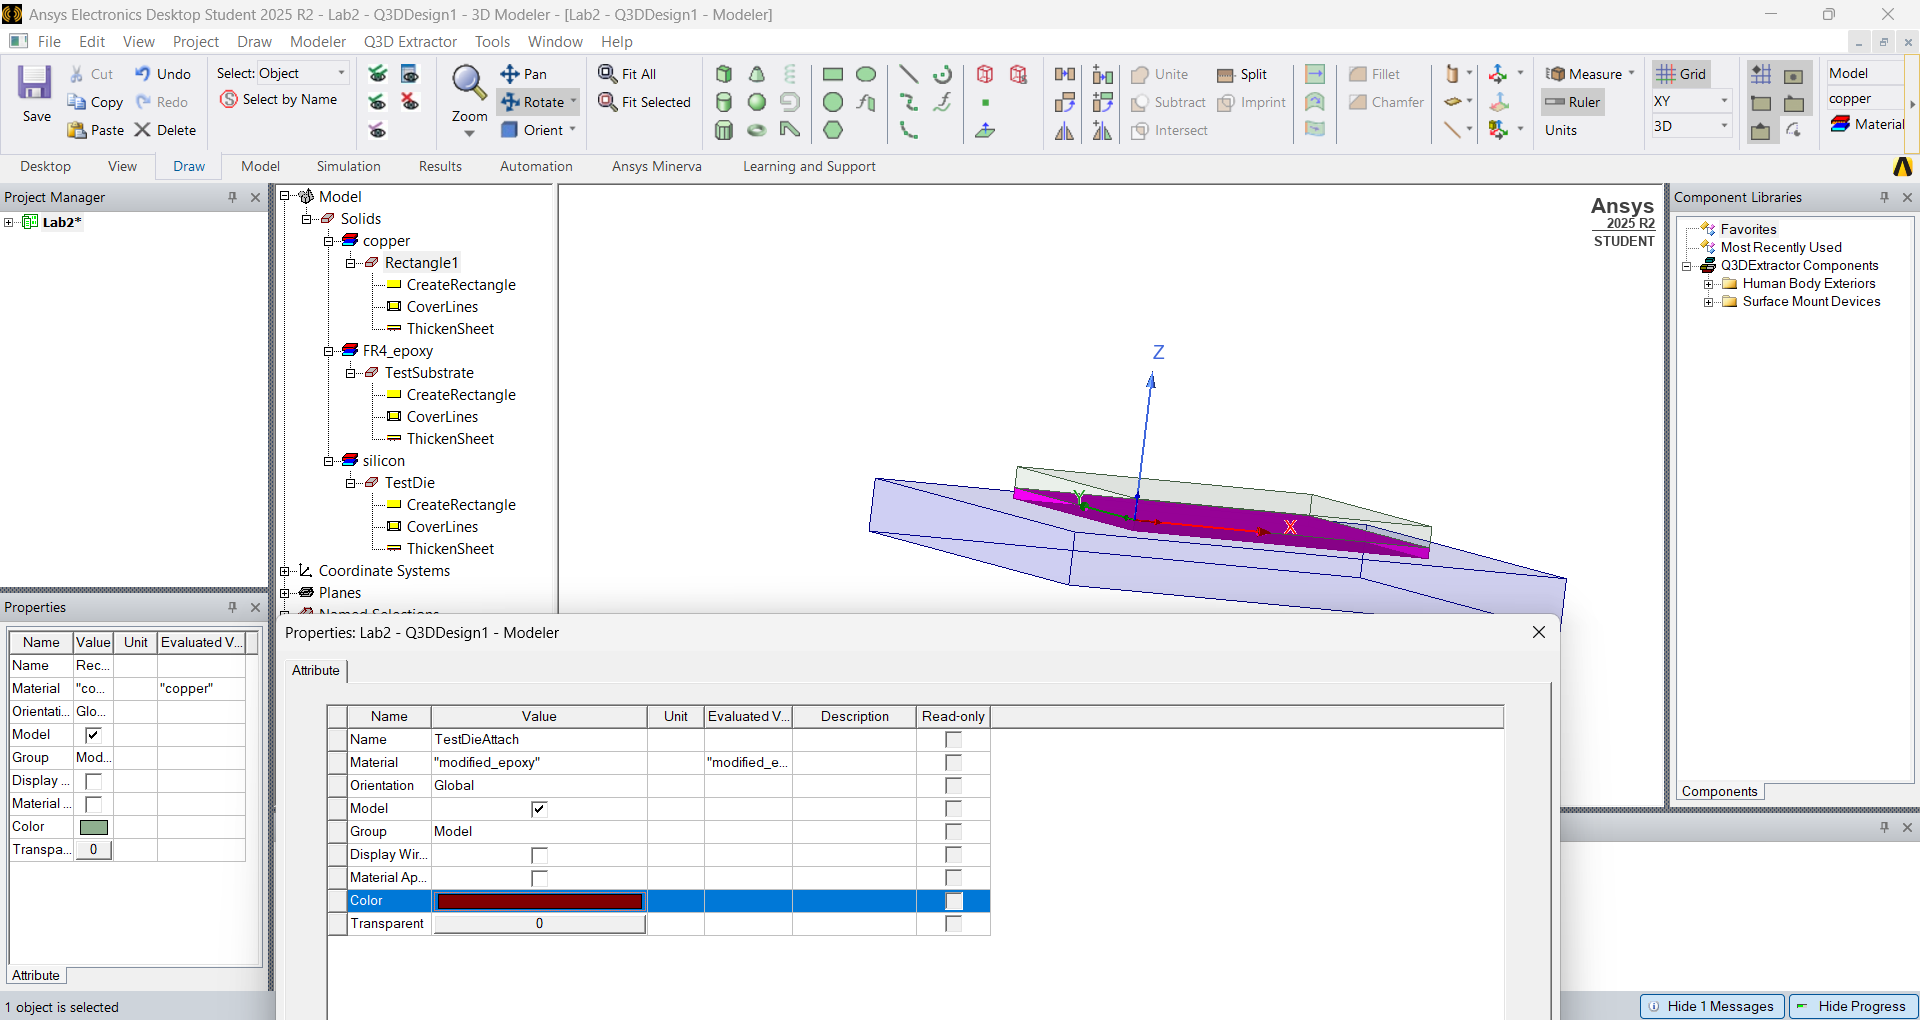 Ansys Electronics Desktop Student 2025 R2 - Lab2 - Q3DDesign1 - 3D Modeler - [Lab2 - Q3DDesign1 - Modeler]
File Edit View Project Draw Modeler Q3D Extractor Tools Window Help
Save
Cut
Copy
Paste
Undo
Redo
Delete
Select: Object
Select by Name
Zoom
Pan
Rotate
Orient
Fit All
Fit Selected
Unite
Subtract
Intersect
Split
Imprint
Fillet
Chamfer
Measure
Ruler
Units
Grid
XY
3D
Model
copper
Material
Desktop View Draw Model Simulation Results Automation Ansys Minerva Learning and Support
Project Manager
Lab2*
Model
Solids
copper
Rectangle1
CreateRectangle
CoverLines
ThickenSheet
FR4_epoxy
TestSubstrate
CreateRectangle
CoverLines
ThickenSheet
silicon
TestDie
CreateRectangle
CoverLines
ThickenSheet
Coordinate Systems
Planes
Named Selections
Ansys
2025 R2
STUDENT
Z
Y
X
Component Libraries
Favorites
Most Recently Used
Q3DExtractor Components
Human Body Exteriors
Surface Mount Devices
Components
Properties
Name Value Unit Evaluated V...
Name Rec...
Material "co... "copper"
Orientati... Glo...
Model
Group Mod...
Display ...
Material ...
Color
Transpa... 0
Attribute
Properties: Lab2 - Q3DDesign1 - Modeler
Attribute
Name Value Unit Evaluated V... Description Read-only
Name TestDieAttach
Material "modified_epoxy" "modified_e...
Orientation Global
Model
Group Model
Display Wir...
Material Ap...
Color
Transparent 0
1 object is selected
Hide 1 Messages
Hide Progress